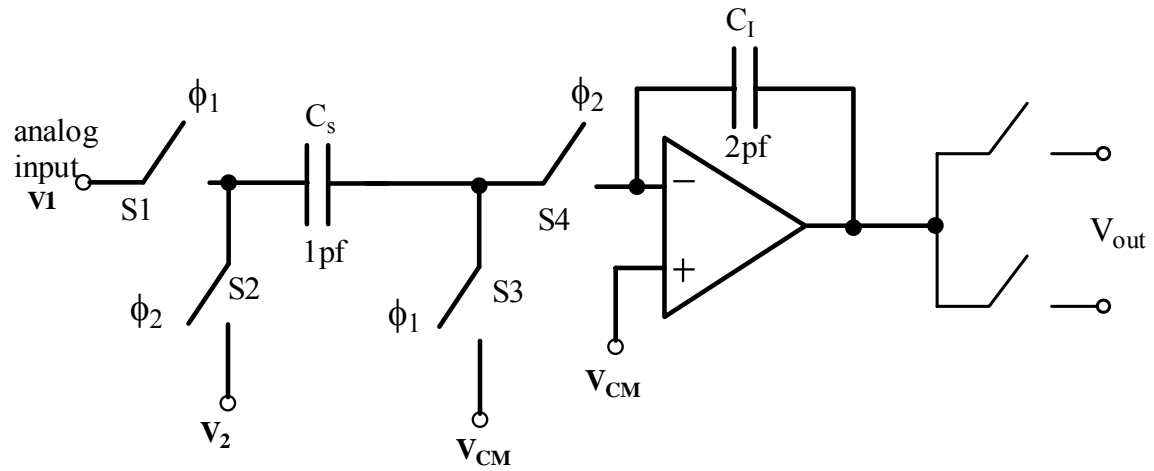 C_I
ϕ₂
ϕ₁
C_s
analog
input
2pf
−
V1
S1
S4
V_out
1pf
+
S2
S3
ϕ₂
ϕ₁
V_CM
V₂
V_CM